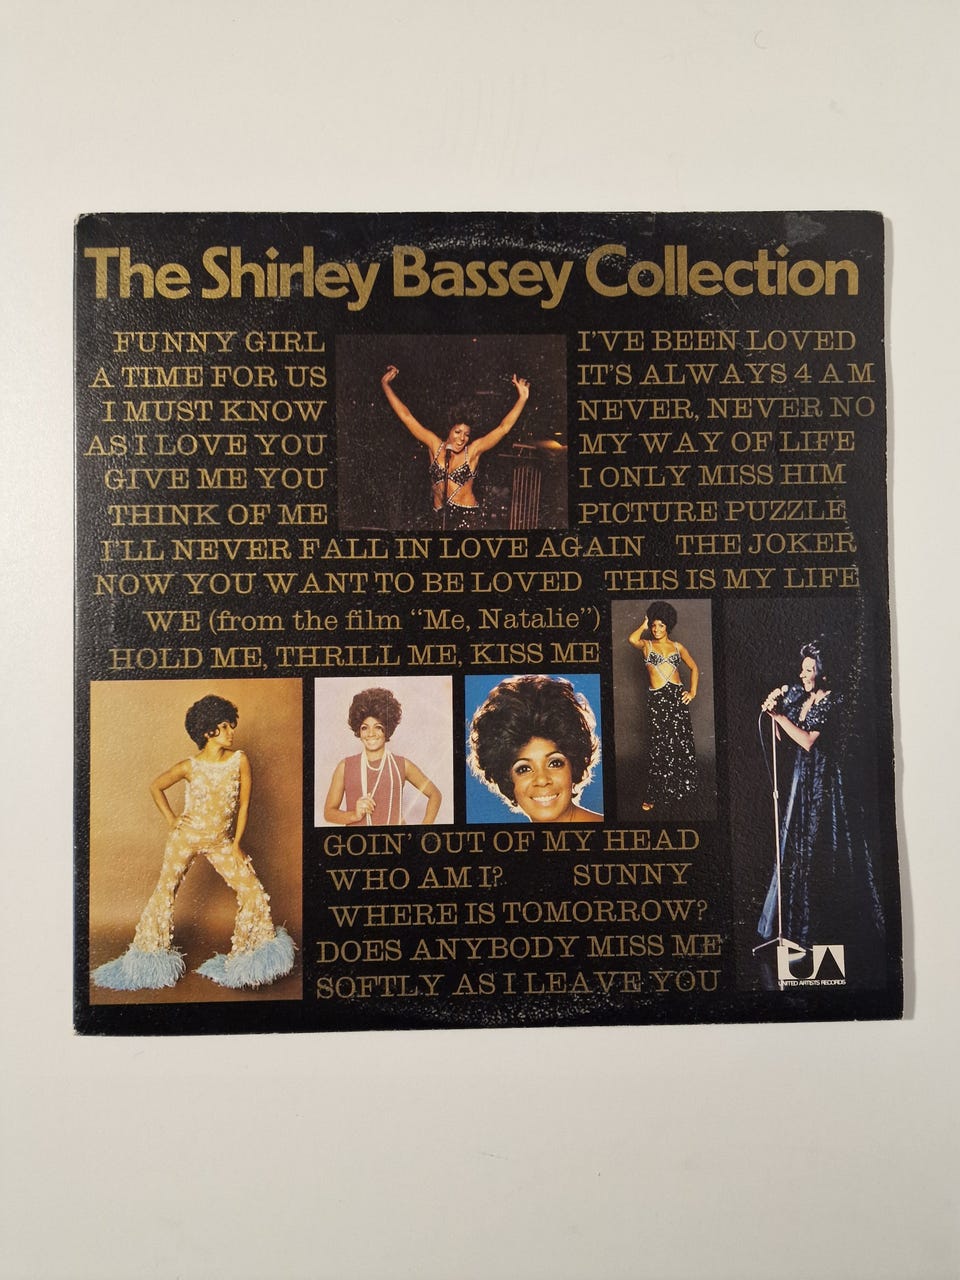 The Shirley Bassey Collection
FUNNY GIRL
A TIME FOR US
I MUST KNOW
AS I LOVE YOU
GIVE ME YOU
THINK OF ME
I'VE BEEN LOVED
IT'S ALWAYS 4 A M
NEVER, NEVER NO
MY WAY OF LIFE
I ONLY MISS HIM
PICTURE PUZZLE
I'LL NEVER FALL IN LOVE AGAIN THE JOKER
NOW YOU WANT TO BE LOVED THIS IS MY LIFE
WE (from the film "Me, Natalie")
HOLD ME, THRILL ME, KISS ME
GOIN' OUT OF MY HEAD
WHO AM I? SUNNY
WHERE IS TOMORROW?
DOES ANYBODY MISS ME
SOFTLY AS I LEAVE YOU
UA
UNITED ARTISTS RECORDS